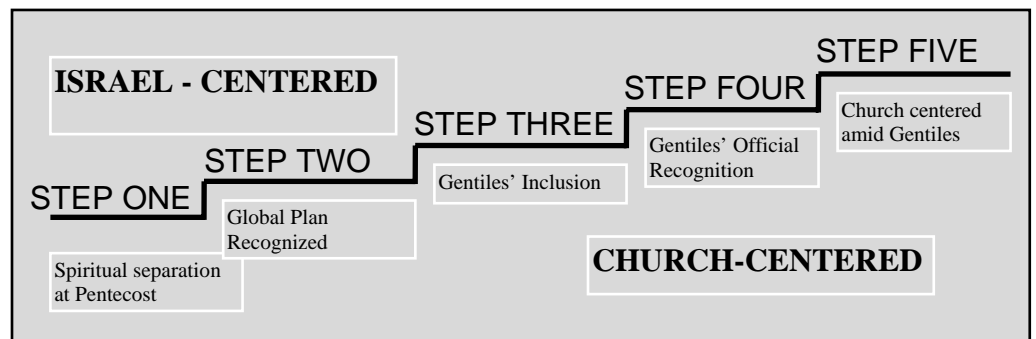 ISRAEL - CENTERED
STEP ONE
Spiritual separation
at Pentecost
STEP TWO
Global Plan
Recognized
STEP THREE
Gentiles’ Inclusion
STEP FOUR
Gentiles’ Official
Recognition
STEP FIVE
Church centered
amid Gentiles
CHURCH-CENTERED